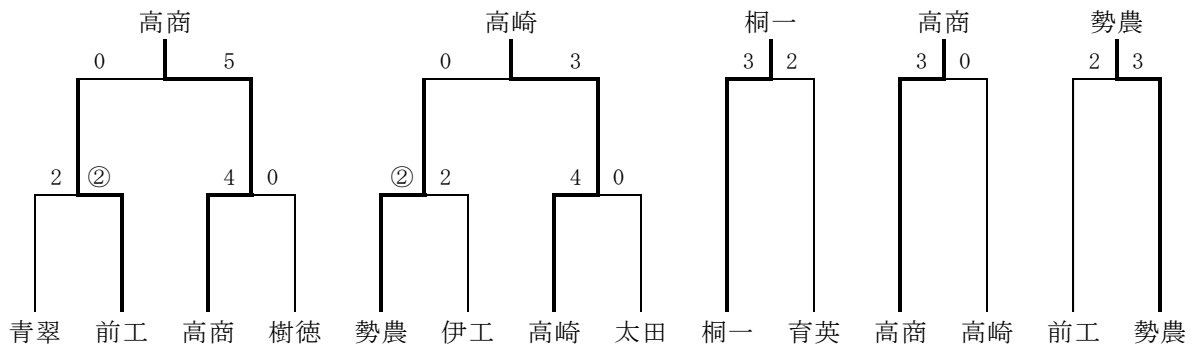 高商 高崎 桐一 高商 勢農
0 5 0 3 3 2 3 0 2 3
2 ② 4 0 ② 2 4 0
青翠 前工 高商 樹徳 勢農 伊工 高崎 太田 桐一 育英 高商 高崎 前工 勢農